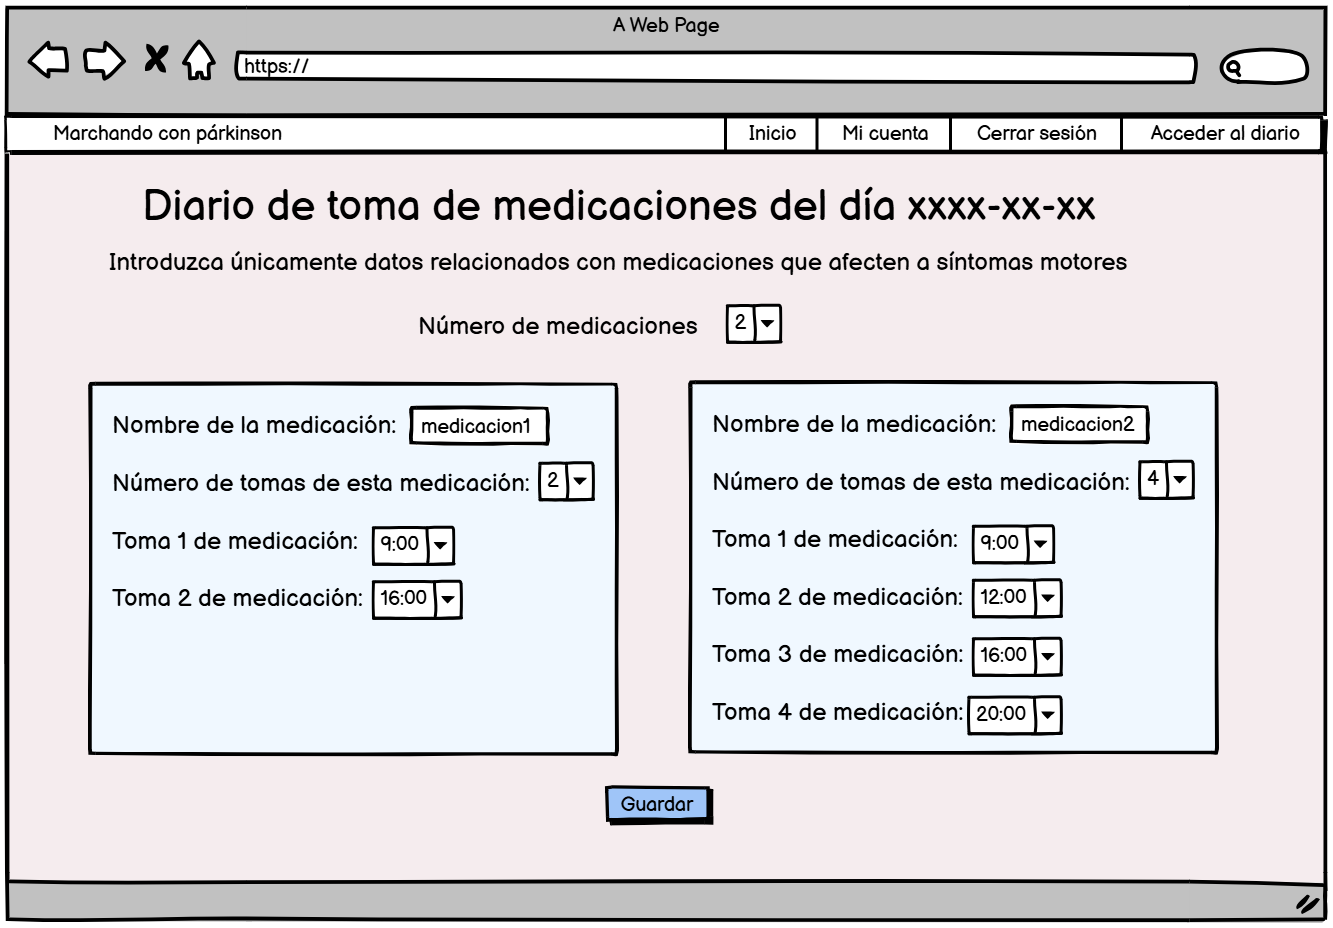 A Web Page
https://
Marchando con párkinson Inicio Mi cuenta Cerrar sesión Acceder al diario
Diario de toma de medicaciones del día xxxx-xx-xx
Introduzca únicamente datos relacionados con medicaciones que afecten a síntomas motores
Número de medicaciones 2
Nombre de la medicación: medicacion1
Número de tomas de esta medicación: 2
Toma 1 de medicación: 9:00
Toma 2 de medicación: 16:00
Nombre de la medicación: medicacion2
Número de tomas de esta medicación: 4
Toma 1 de medicación: 9:00
Toma 2 de medicación: 12:00
Toma 3 de medicación: 16:00
Toma 4 de medicación: 20:00
Guardar